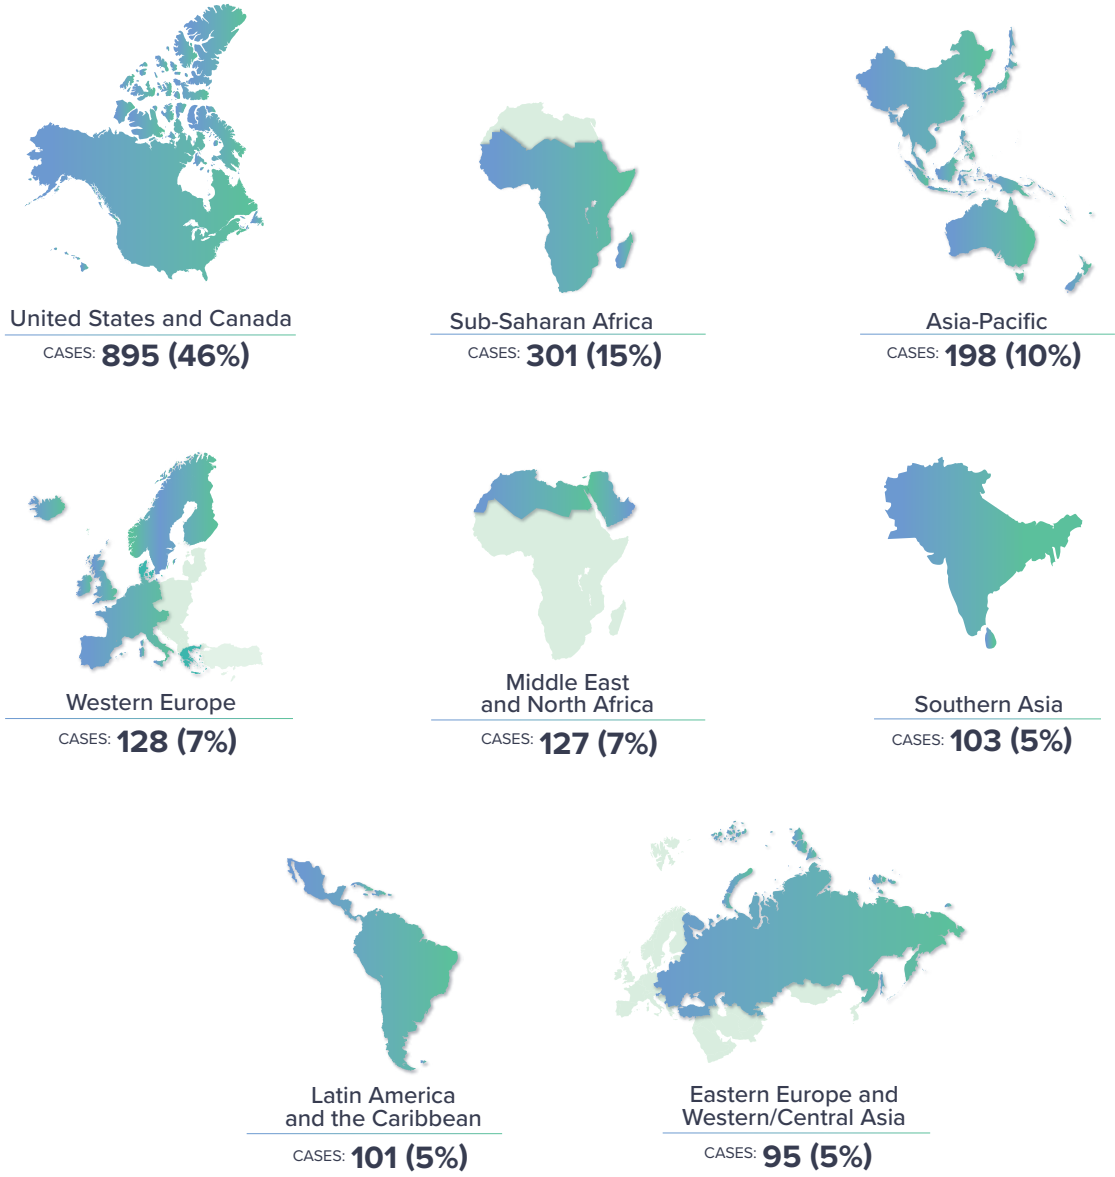 United States and Canada
CASES: 895 (46%)
Sub-Saharan Africa
CASES: 301 (15%)
Asia-Pacific
CASES: 198 (10%)
Western Europe
CASES: 128 (7%)
Middle East
and North Africa
CASES: 127 (7%)
Southern Asia
CASES: 103 (5%)
Latin America
and the Caribbean
CASES: 101 (5%)
Eastern Europe and
Western/Central Asia
CASES: 95 (5%)